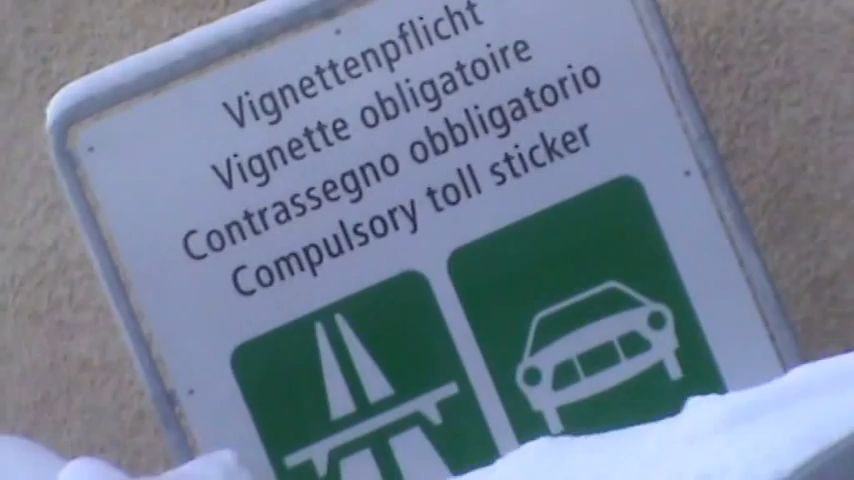 Vignettenpflicht
Vignette obligatoire
Contrassegno obbligatorio
Compulsory toll sticker